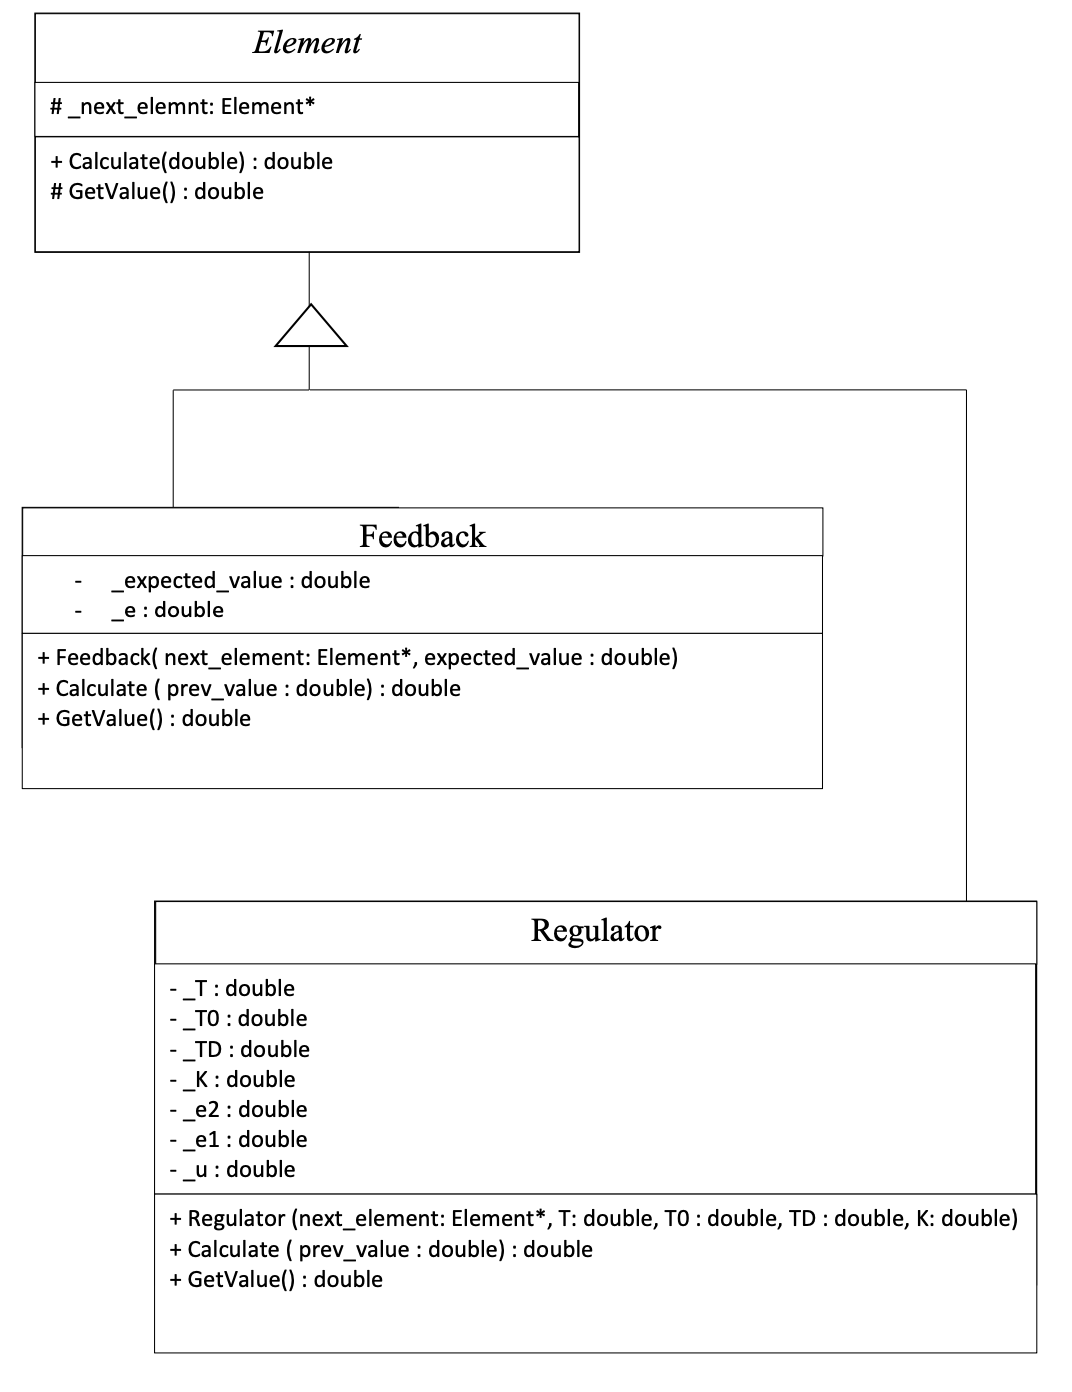 Element
# _next_elemnt: Element*
+ Calculate(double) : double
# GetValue() : double
Feedback
- _expected_value : double
- _e : double
+ Feedback( next_element: Element*, expected_value : double)
+ Calculate ( prev_value : double) : double
+ GetValue() : double
Regulator
- _T : double
- _T0 : double
- _TD : double
- _K : double
- _e2 : double
- _e1 : double
- _u : double
+ Regulator (next_element: Element*, T: double, T0 : double, TD : double, K: double)
+ Calculate ( prev_value : double) : double
+ GetValue() : double